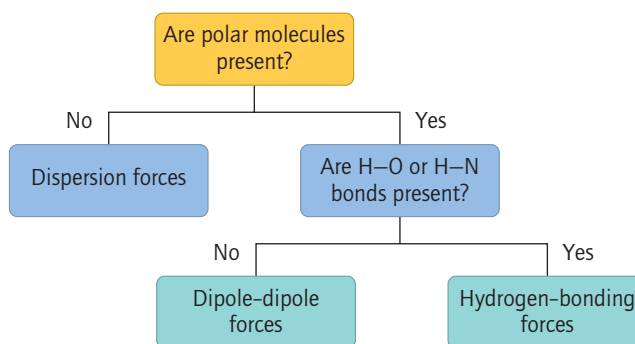 Are polar molecules
present?
No
Yes
Dispersion forces
Are H–O or H–N
bonds present?
No
Yes
Dipole–dipole
forces
Hydrogen-bonding
forces